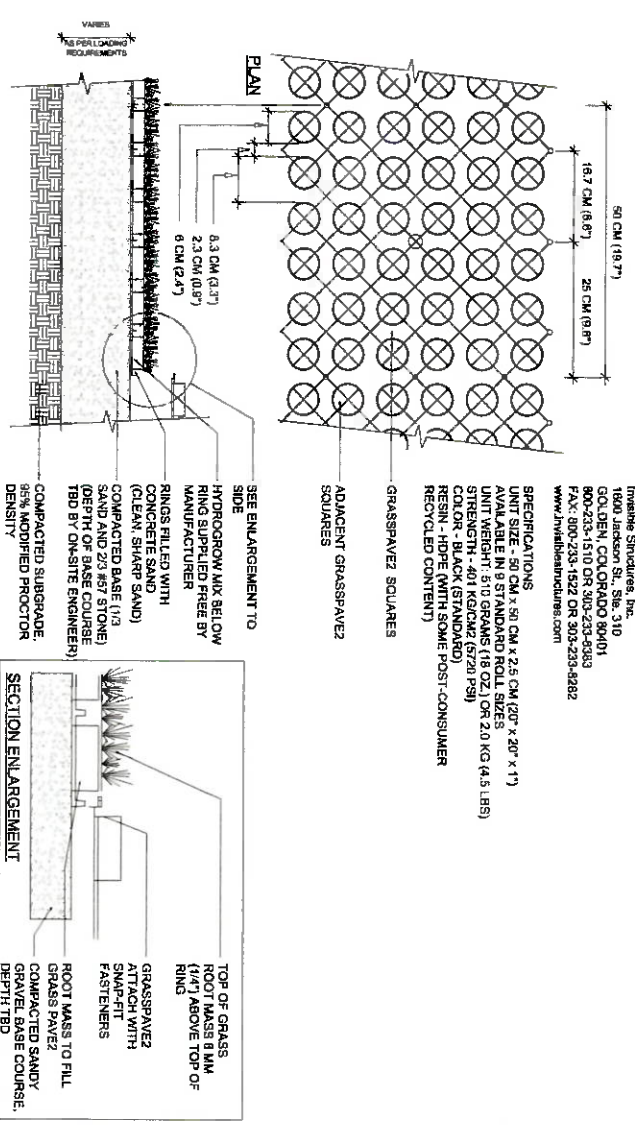 Invisible Structures, Inc.
1600 Jackson St., Ste. 310
GOLDEN, COLORADO 80401
800-233-1510 OR 303-233-8383
FAX: 800-233-1522 OR 303-233-8282
www.invisiblestructures.com
SPECIFICATIONS
UNIT SIZE - 50 CM x 50 CM x 2.5 CM (20" x 20" x 1")
AVAILABLE IN 9 STANDARD ROLL SIZES
UNIT WEIGHT: 510 GRAMS (18 OZ.) OR 2.0 KG (4.5 LBS)
STRENGTH - 401 KG/CM2 (5720 PSI)
COLOR - BLACK (STANDARD)
RESIN - HDPE (WITH SOME POST-CONSUMER
RECYCLED CONTENT)
50 CM (19.7")
16.7 CM (6.6")
25 CM (9.8")
GRASSPAVE2 SQUARES
ADJACENT GRASSPAVE2
SQUARES
PLAN
8.3 CM (3.3")
2.3 CM (0.9")
6 CM (2.4")
VARIES
AS PER LOADING
REQUIREMENTS
SEE ENLARGEMENT TO
SIDE
HYDROGROW MIX BELOW
RING SUPPLIED FREE BY
MANUFACTURER
RINGS FILLED WITH
CONCRETE SAND
(CLEAN, SHARP SAND)
COMPACTED BASE (1/3
SAND AND 2/3 #57 STONE)
(DEPTH OF BASE COURSE
TBD BY ON-SITE ENGINEER)
COMPACTED SUBGRADE,
95% MODIFIED PROCTOR
DENSITY
TOP OF GRASS
ROOT MASS 6 MM
(1/4") ABOVE TOP OF
RING
GRASSPAVE2
ATTACH WITH
SNAP-FIT
FASTENERS
ROOT MASS TO FILL
GRASS PAVE2
COMPACTED SANDY
GRAVEL BASE COURSE,
DEPTH TBD
SECTION ENLARGEMENT